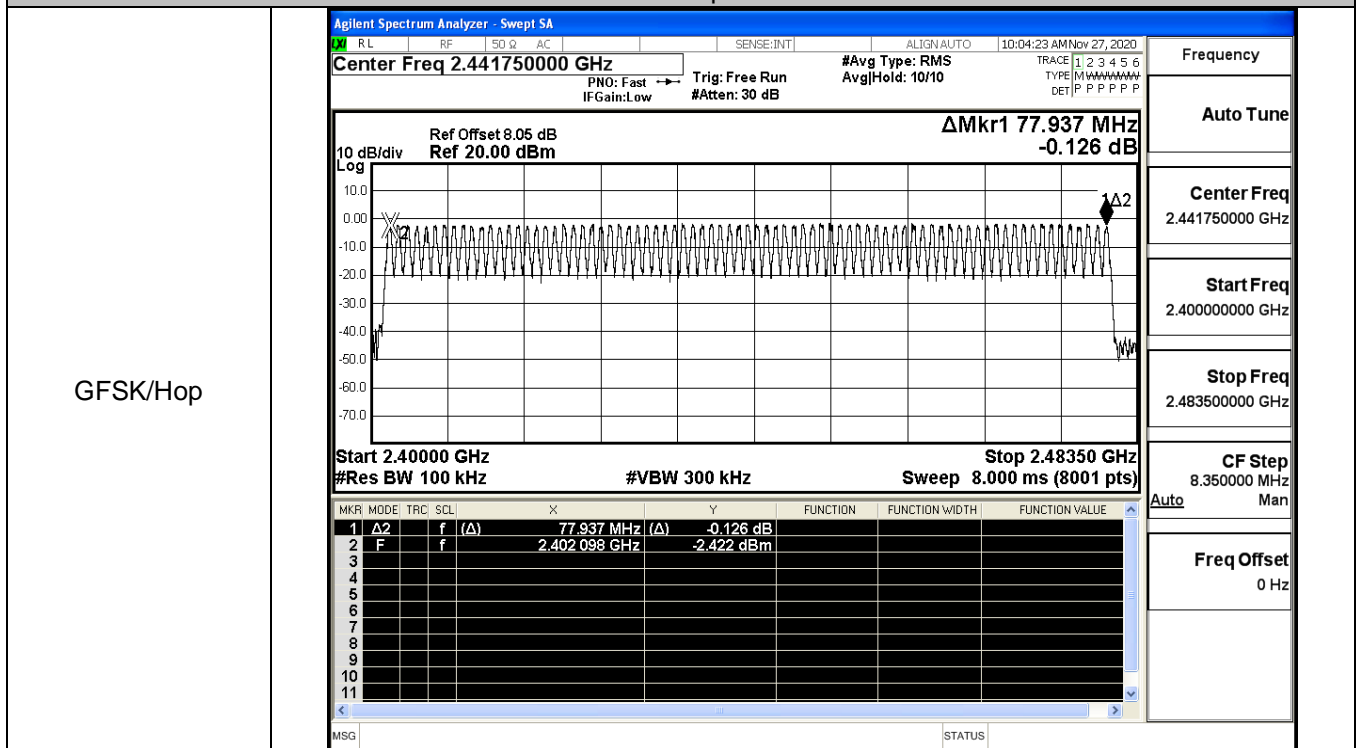 GFSK/Hop
Agilent Spectrum Analyzer - Swept SA
LXI RL RF 50 Ω AC SENSE:INT ALIGN AUTO 10:04:23 AM Nov 27, 2020
Center Freq 2.441750000 GHz
PNO: Fast
IFGain:Low
Trig: Free Run
#Atten: 30 dB
#Avg Type: RMS
Avg|Hold: 10/10
TRACE 1 2 3 4 5 6
TYPE M WWWWW
DET P P P P P P
Ref Offset 8.05 dB
10 dB/div Ref 20.00 dBm
Log
ΔMkr1 77.937 MHz
-0.126 dB
10.0
0.00
-10.0
-20.0
-30.0
-40.0
-50.0
-60.0
-70.0
2
1Δ2
Start 2.40000 GHz Stop 2.48350 GHz
#Res BW 100 kHz #VBW 300 kHz Sweep 8.000 ms (8001 pts)
MKR MODE TRC SCL X Y FUNCTION FUNCTION WIDTH FUNCTION VALUE
1 Δ2 f (Δ) 77.937 MHz (Δ) -0.126 dB
2 F f 2.402 098 GHz -2.422 dBm
3
4
5
6
7
8
9
10
11
MSG STATUS
Frequency
Auto Tune
Center Freq
2.441750000 GHz
Start Freq
2.400000000 GHz
Stop Freq
2.483500000 GHz
CF Step
8.350000 MHz
Auto Man
Freq Offset
0 Hz